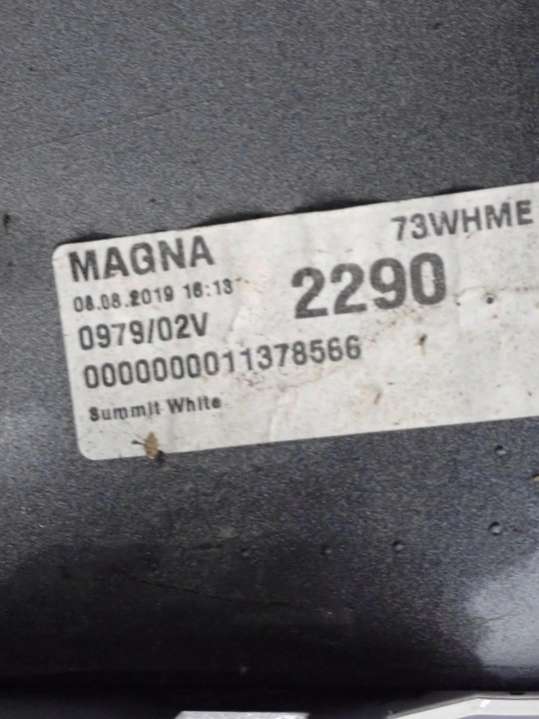 MAGNA 73WHME
08.08.2019 16:13 2290
0979/02V
0000000011378566
Summit White